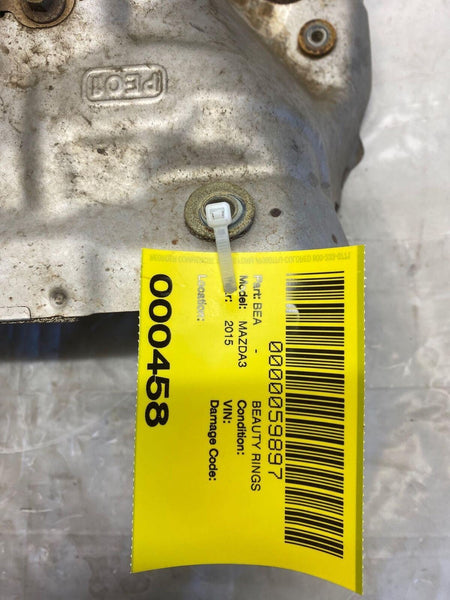 PE01
0000059897
Part: BEA - BEAUTY RINGS
Model: MAZDA3 Condition:
2015 VIN:
Location: Damage Code:
000458